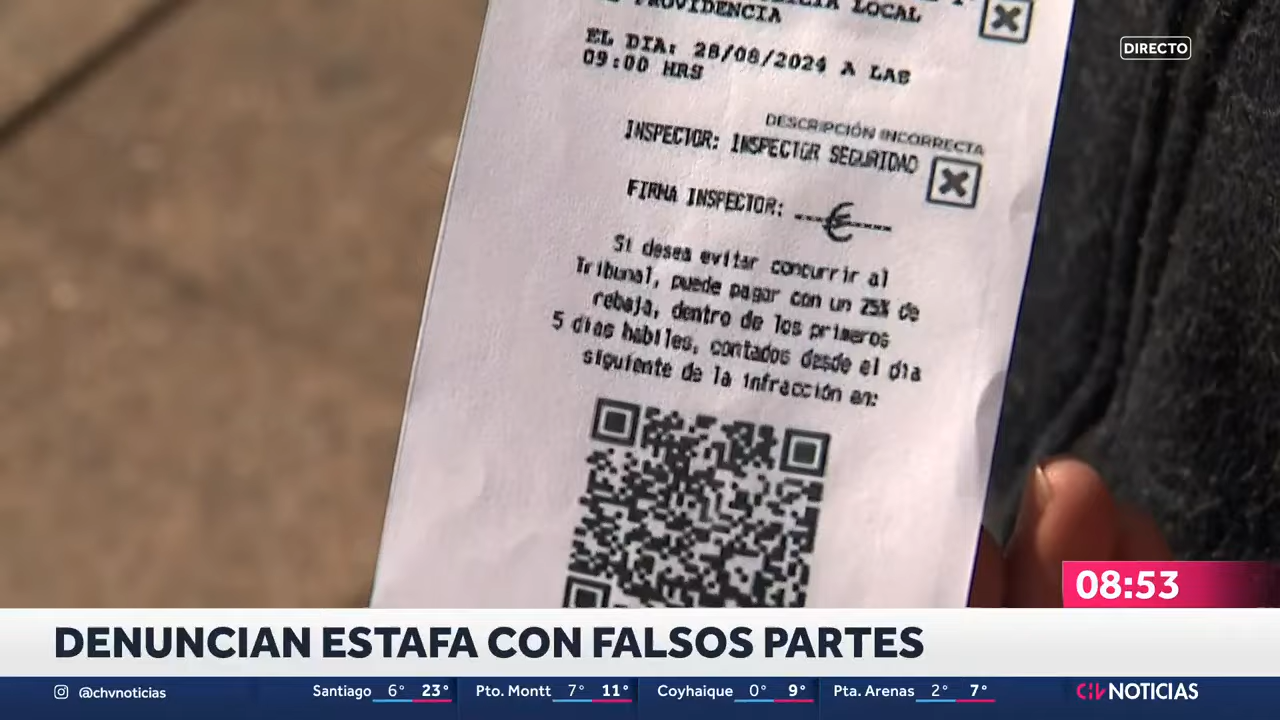 LOCAL
PROVIDENCIA
EL DIA: 28/08/2024 A LAS
09:00 HRS
DESCRIPCIÓN INCORRECTA
INSPECTOR: INSPECTOR SEGURIDAD
FIRMA INSPECTOR:
Si desea evitar concurrir al
Tribunal, puede pagar con un 25% de
rebaja, dentro de los primeros
5 días habiles, contados desde el día
siguiente de la infracción en:
DIRECTO
08:53
DENUNCIAN ESTAFA CON FALSOS PARTES
@chvnoticias
Santiago 6° 23° Pto. Montt 7° 11° Coyhaique 0° 9° Pta. Arenas 2° 7°
CHV NOTICIAS